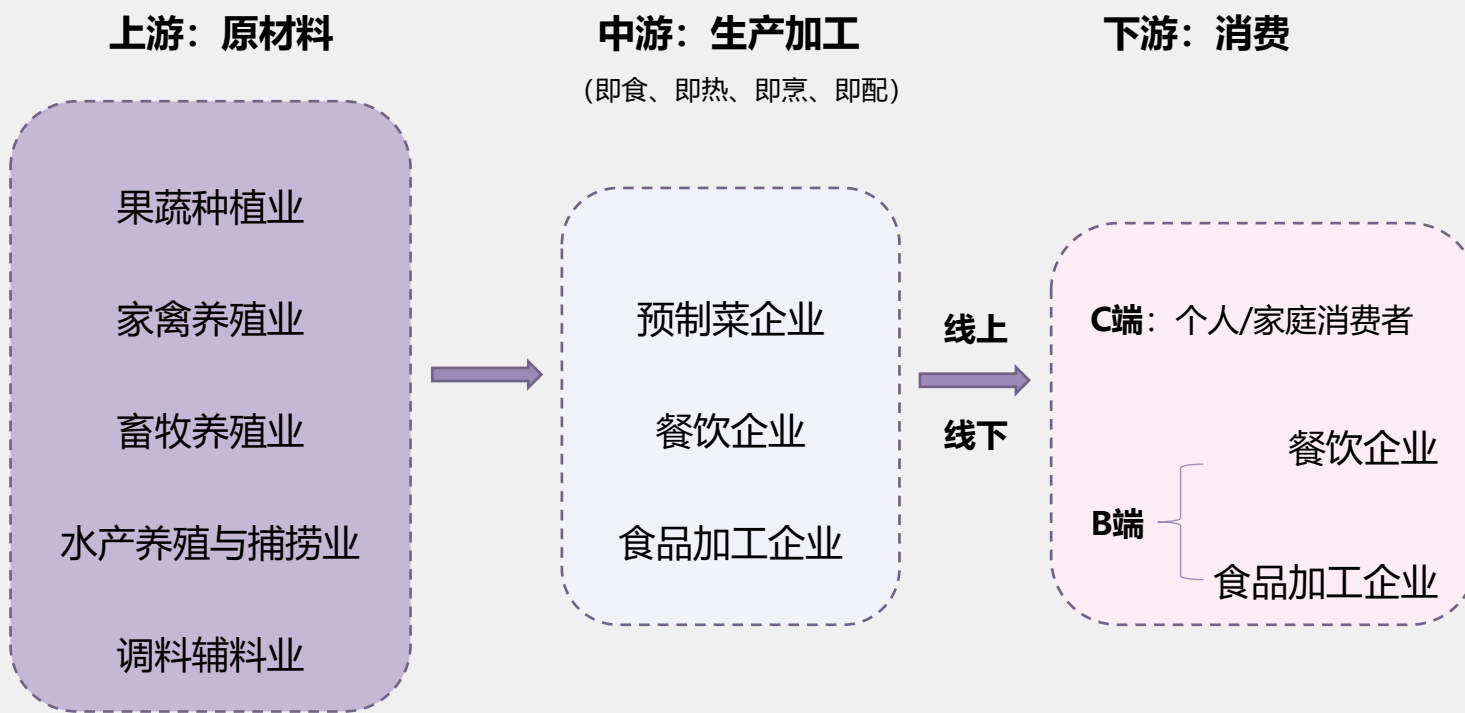 上游：原材料
果蔬种植业
家禽养殖业
畜牧养殖业
水产养殖与捕捞业
调料辅料业
中游：生产加工
（即食、即热、即烹、即配）
预制菜企业
餐饮企业
食品加工企业
线上
线下
下游：消费
C端：个人/家庭消费者
B端
餐饮企业
食品加工企业